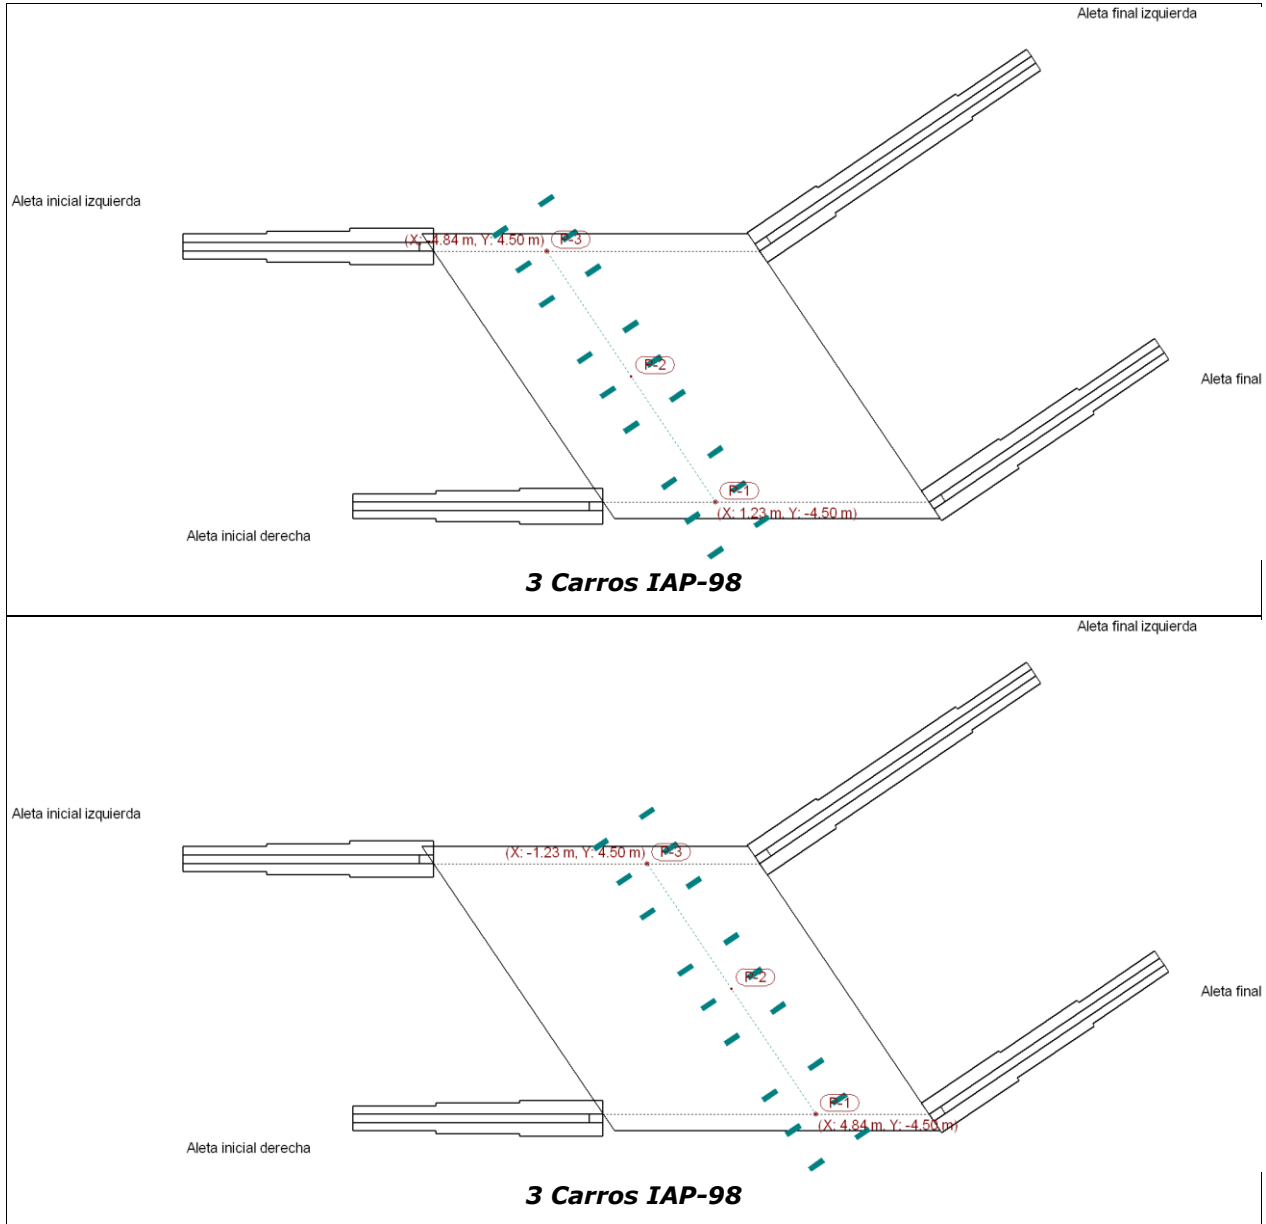 Aleta final izquierda
Aleta inicial izquierda
(X: -4.84 m, Y: 4.50 m) P-3
P-2
Aleta final
P-1
(X: 1.23 m, Y: -4.50 m)
Aleta inicial derecha
3 Carros IAP-98
Aleta final izquierda
Aleta inicial izquierda
(X: -1.23 m, Y: 4.50 m) P-3
P-2
Aleta final
P-1
(X: 4.84 m, Y: -4.50 m)
Aleta inicial derecha
3 Carros IAP-98